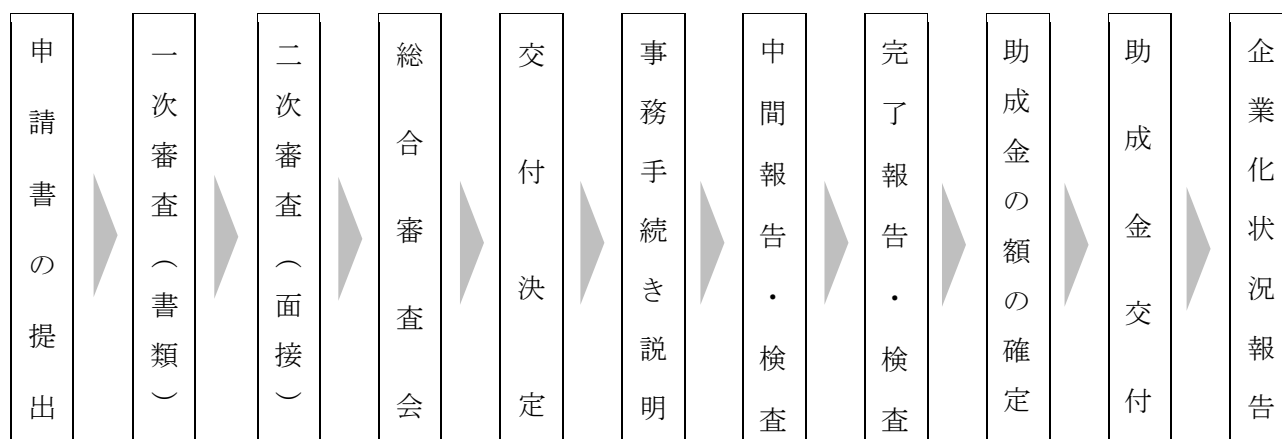 申請書の提出
一次審査（書類）
二次審査（面接）
総合審査会
交付決定
事務手続き説明
中間報告・検査
完了報告・検査
助成金の額の確定
助成金交付
企業化状況報告